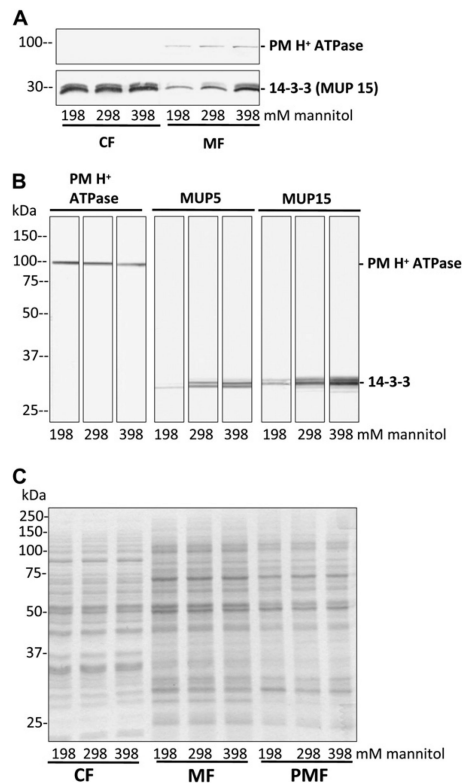 A
100--
- PM H⁺ ATPase
30--
- 14-3-3 (MUP 15)
198 298 398 198 298 398 mM mannitol
CF MF
B
PM H⁺
ATPase MUP5 MUP15
kDa
150--
100--
- PM H⁺ ATPase
75--
50--
37--
- 14-3-3
25--
198 298 398 198 298 398 198 298 398 mM mannitol
C
kDa
250-
150-
100-
75-
50-
37-
25-
198 298 398 198 298 398 198 298 398 mM mannitol
CF MF PMF